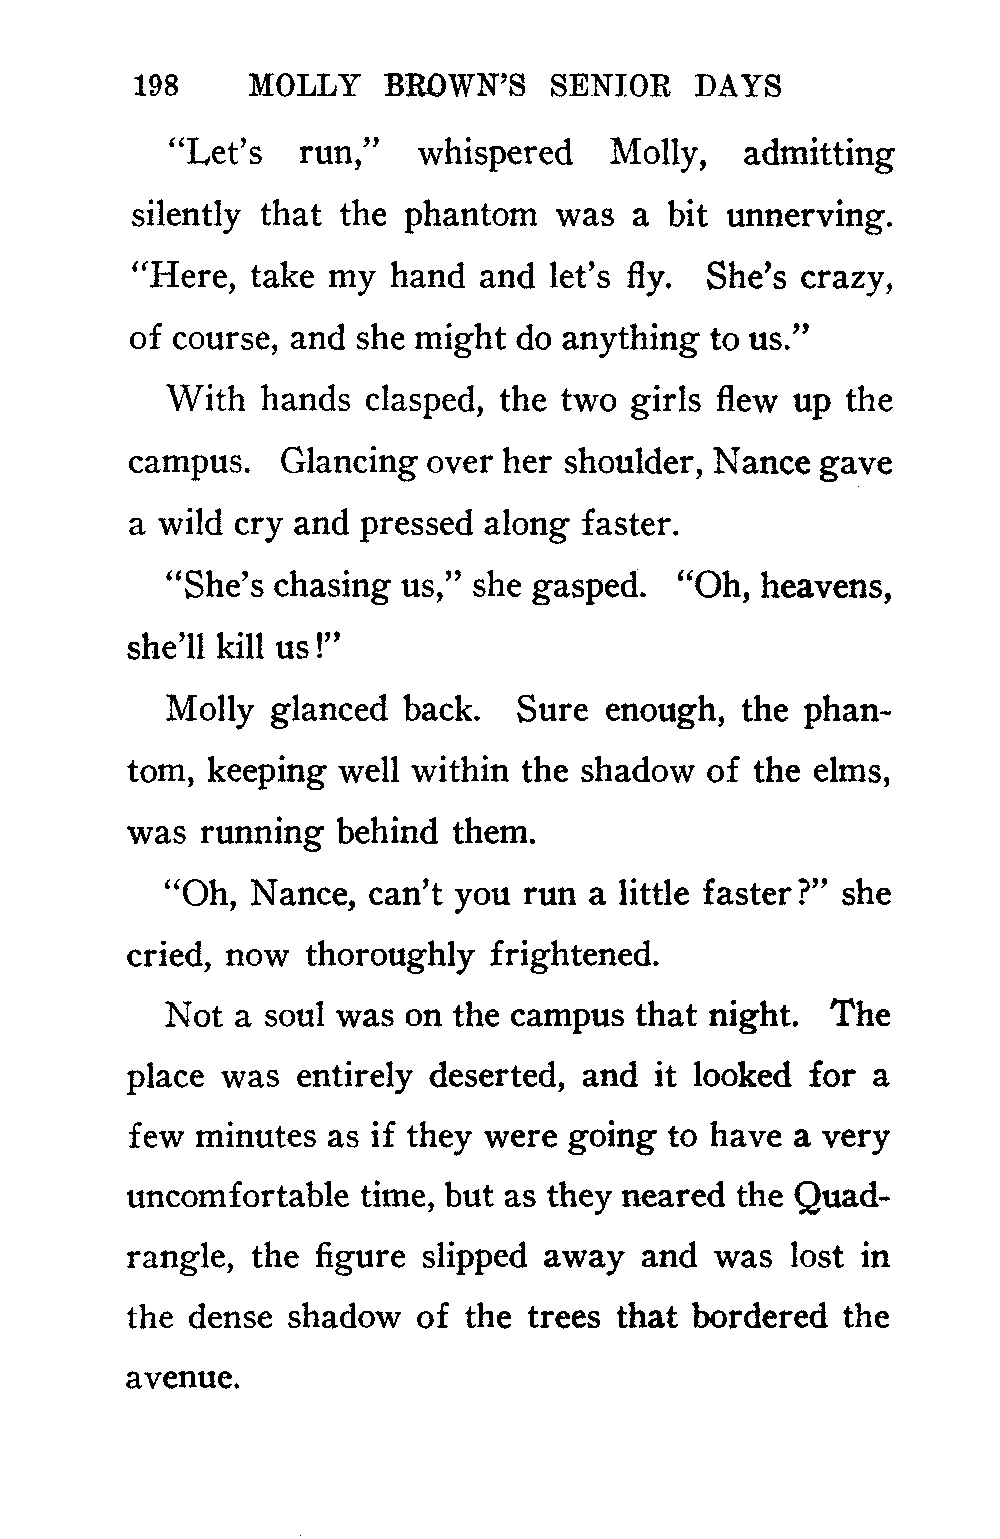 198 MOLLY BROWN'S SENIOR DAYS
“Let’s run,” whispered Molly, admitting
silently that the phantom was a bit unnerving.
“Here, take my hand and let’s fly. She’s crazy,
of course, and she might do anything to us.”
With hands clasped, the two girls flew up the
campus. Glancing over her shoulder, Nance gave
a wild cry and pressed along faster.
“She’s chasing us,” she gasped. “Oh, heavens,
she’ll kill us!”
Molly glanced back. Sure enough, the phan-
tom, keeping well within the shadow of the elms,
was running behind them.
“Oh, Nance, can’t you run a little faster?” she
cried, now thoroughly frightened.
Not a soul was on the campus that night. The
place was entirely deserted, and it looked for a
few minutes as if they were going to have a very
uncomfortable time, but as they neared the Quad-
rangle, the figure slipped away and was lost in
the dense shadow of the trees that bordered the
avenue.